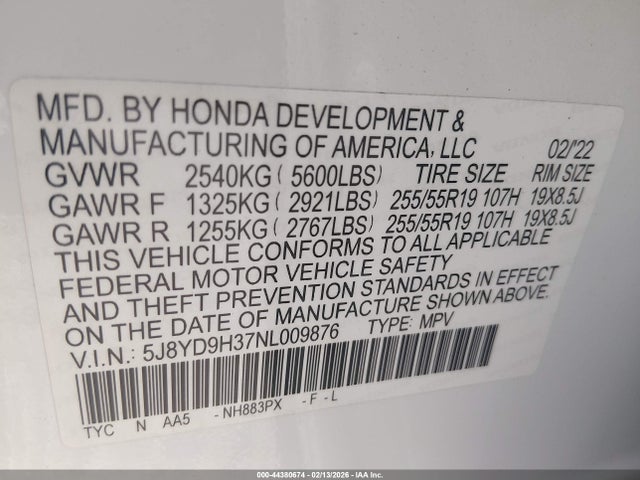 MFD. BY HONDA DEVELOPMENT &
MANUFACTURING OF AMERICA, LLC 02/'22
GVWR 2540KG ( 5600LBS) TIRE SIZE RIM SIZE
GAWR F 1325KG ( 2921LBS) 255/55R19 107H 19X8.5J
GAWR R 1255KG ( 2767LBS) 255/55R19 107H 19X8.5J
THIS VEHICLE CONFORMS TO ALL APPLICABLE
FEDERAL MOTOR VEHICLE SAFETY
AND THEFT PREVENTION STANDARDS IN EFFECT
ON THE DATE OF MANUFACTURE SHOWN ABOVE.
V.I.N.: 5J8YD9H37NL009876 TYPE: MPV
TYC N AA5 - NH883PX - F - L
000-44380674 - 02/13/2026 - IAA Inc.